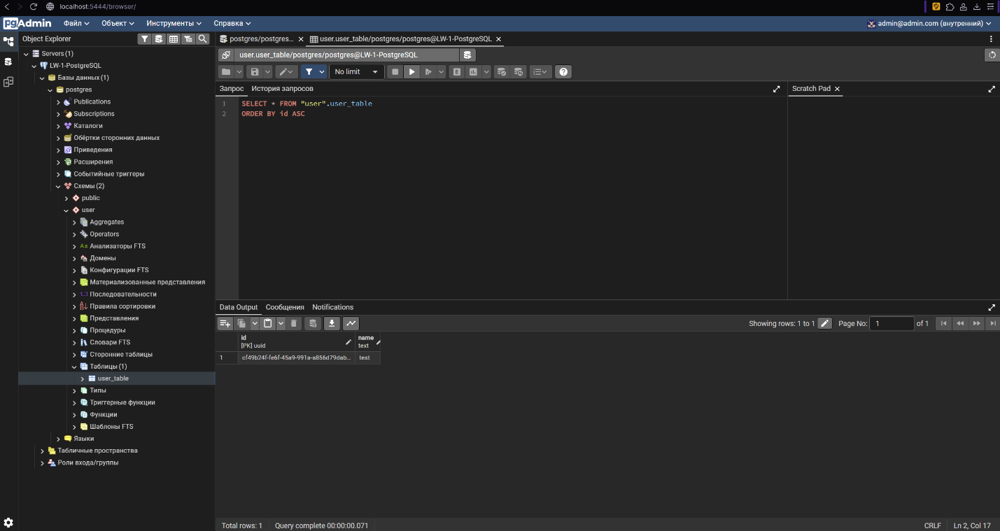 localhost:5444/browser/
pgAdmin Файл Объект Инструменты Справка admin@admin.com (внутренний)
Object Explorer
Servers (1)
LW-1-PostgreSQL
Базы данных (1)
postgres
Publications
Subscriptions
Каталоги
Обёртки сторонних данных
Приведения
Расширения
Событийные триггеры
Схемы (2)
public
user
Aggregates
Operators
Aa Анализаторы FTS
Домены
Конфигурации FTS
Материализованные представления
1..3 Последовательности
Правила сортировки
Представления
Процедуры
Словари FTS
Сторонние таблицы
Таблицы (1)
user_table
Типы
Триггерные функции
Функции
Шаблоны FTS
Языки
Табличные пространства
Роли входа/группы
postgres/postgres... user.user_table/postgres/postgres@LW-1-PostgreSQL
user.user_table/postgres/postgres@LW-1-PostgreSQL
No limit E
Запрос История запросов
1 SELECT * FROM "user".user_table
2 ORDER BY id ASC
Scratch Pad
Data Output Сообщения Notifications
Showing rows: 1 to 1 Page No: 1 of 1
id name
[PK] uuid text
1 cf49b24f-fe6f-45a9-991a-a856d79dab... test
Total rows: 1 Query complete 00:00:00.071 CRLF Ln 2, Col 17